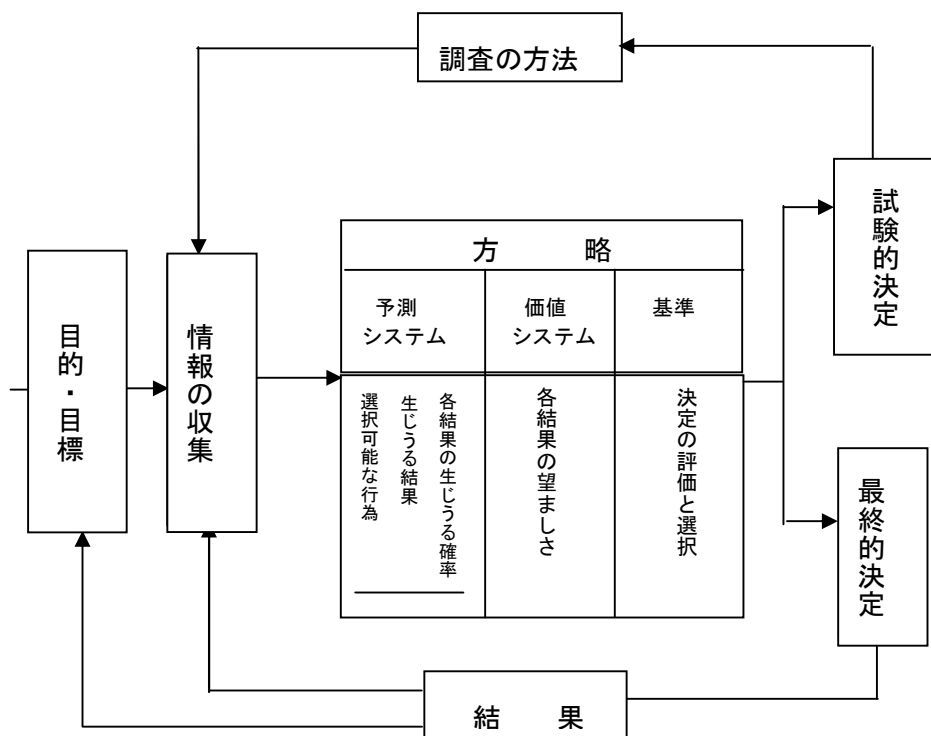 調査の方法
試験的決定
方　略
予測
システム
価値
システム
基準
目的・目標
情報の収集
選択可能な行為
生じうる結果
各結果の生じうる確率
各結果の望ましさ
決定の評価と選択
最終的決定
結　果